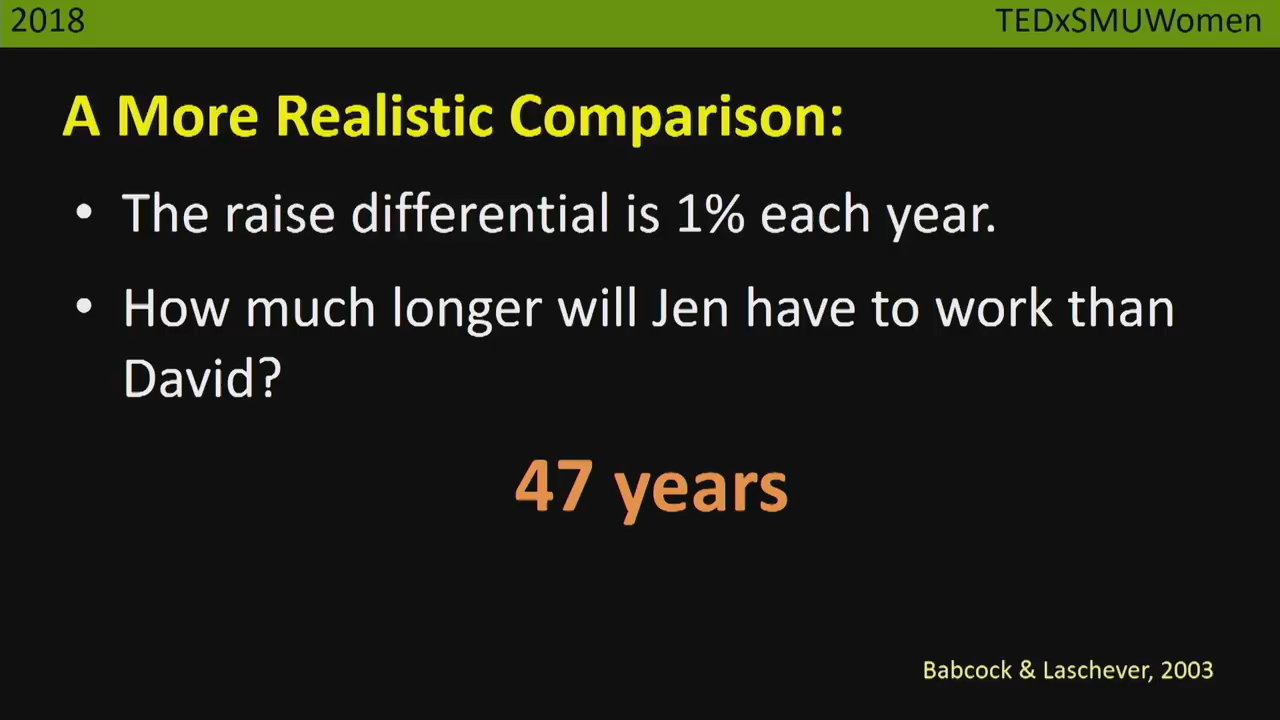 2018 TEDxSMUWomen
A More Realistic Comparison:
• The raise differential is 1% each year.
• How much longer will Jen have to work than
David?
47 years
Babcock & Laschever, 2003